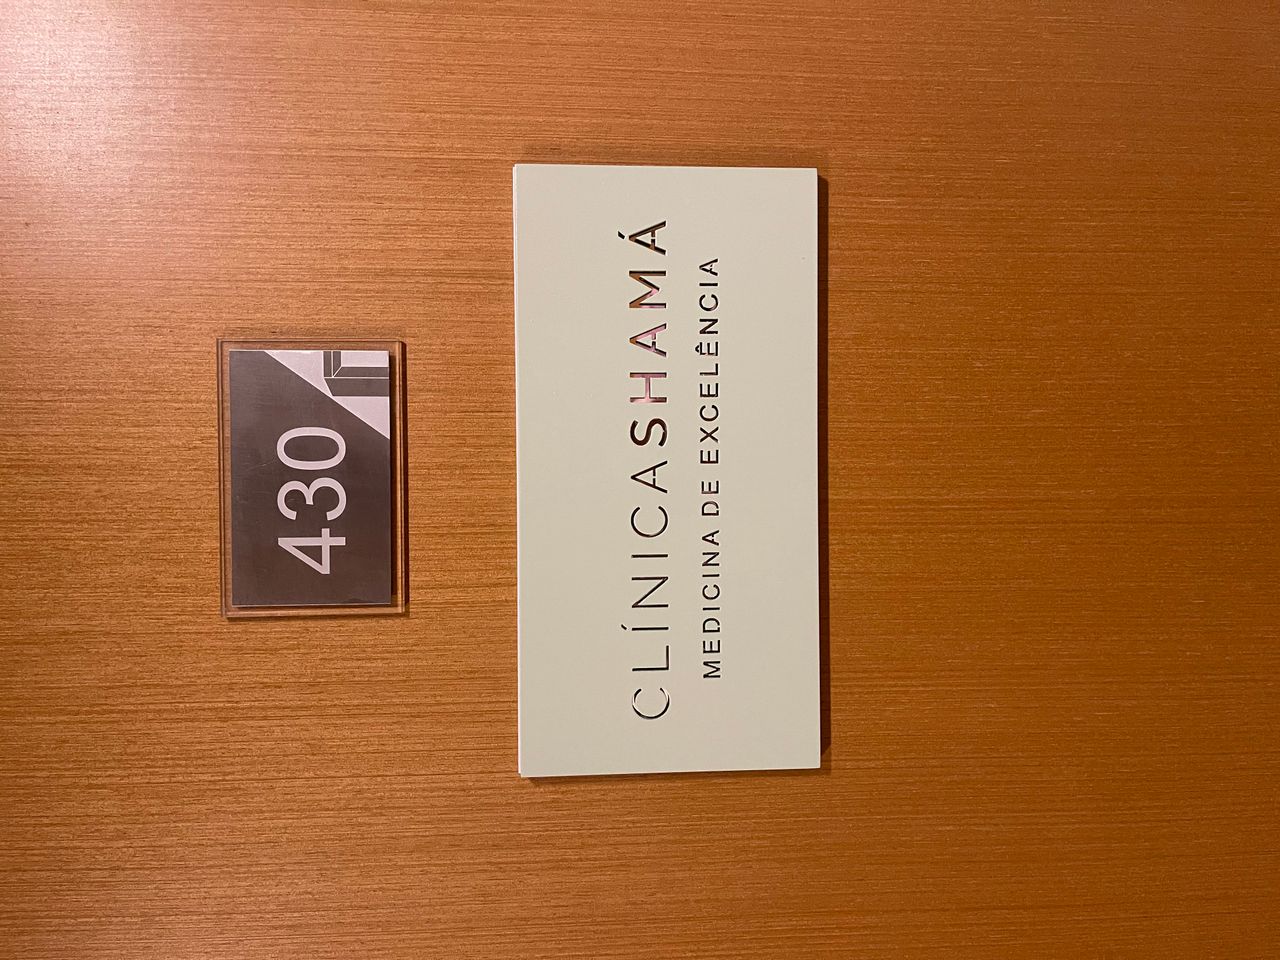 430
CLÍNICASHAMÁ
MEDICINA DE EXCELÊNCIA